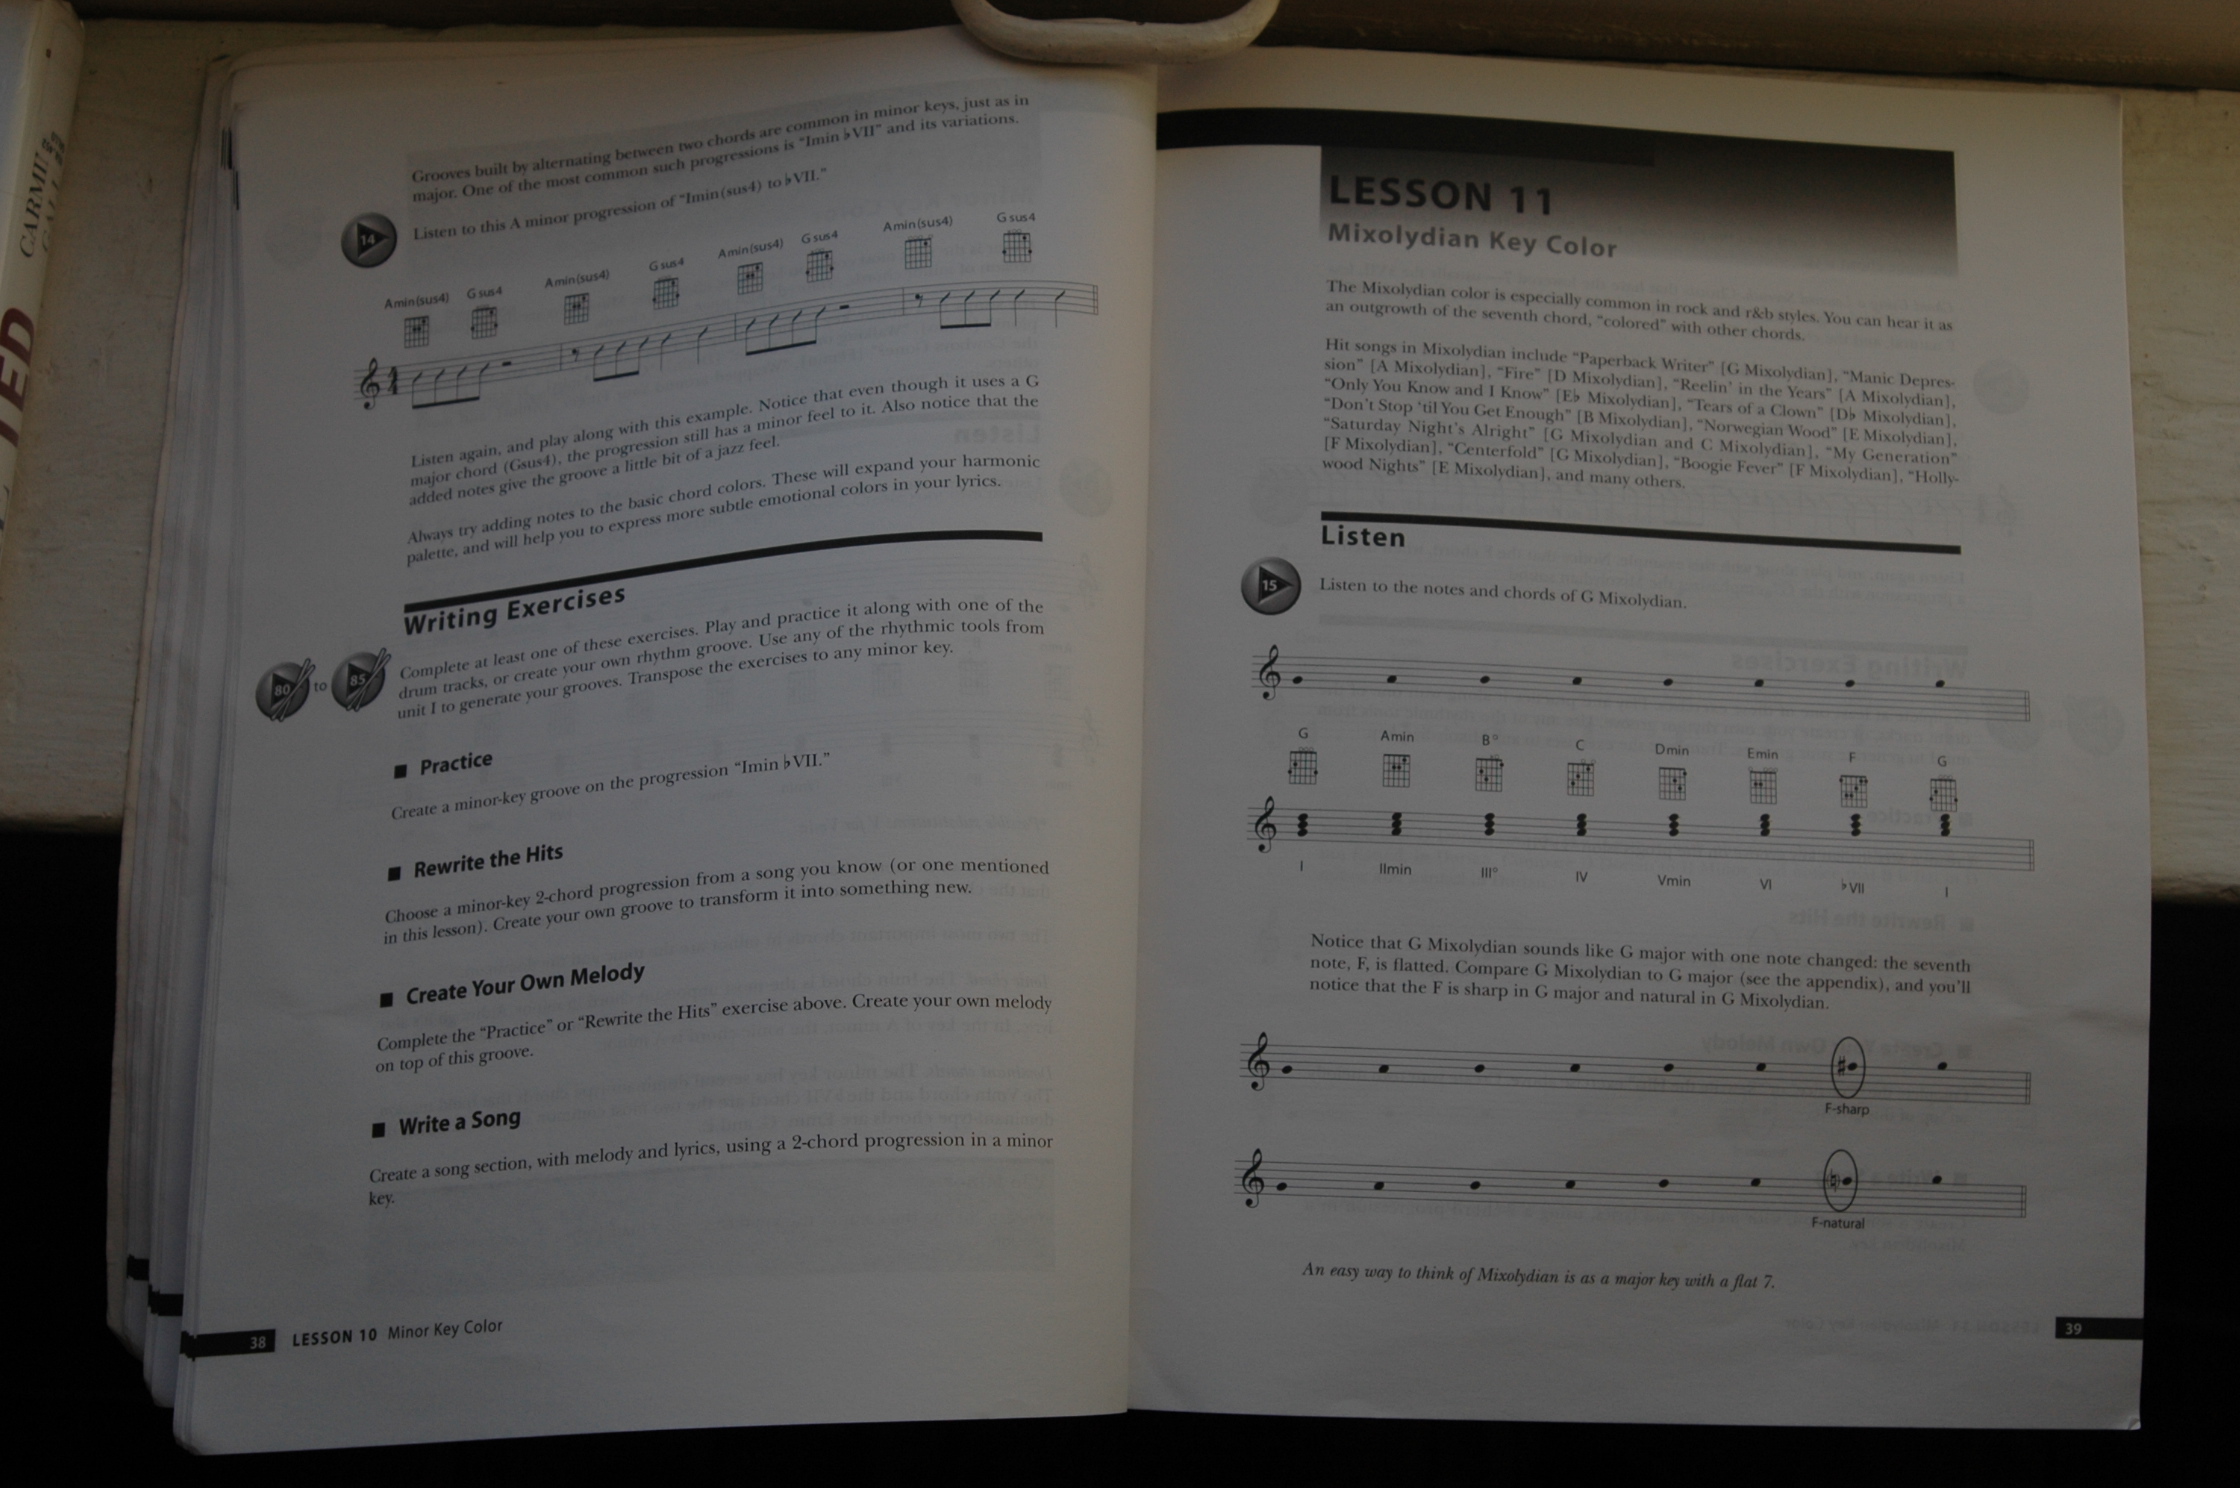 Grooves built by alternating between two chords are common in minor keys, just as in
major. One of the most common such progressions is “Imin ♭VII” and its variations.
14
Listen to this A minor progression of “Imin(sus4) to ♭VII.”
Amin(sus4) Gsus4 Amin(sus4) Gsus4 Amin(sus4) Gsus4 Amin(sus4) Gsus4
4
4
Listen again, and play along with this example. Notice that even though it uses a G
major chord (Gsus4), the progression still has a minor feel to it. Also notice that the
added notes give the groove a little bit of a jazz feel.
Always try adding notes to the basic chord colors. These will expand your harmonic
palette, and will help you to express more subtle emotional colors in your lyrics.
Writing Exercises
80 to 85
Complete at least one of these exercises. Play and practice it along with one of the
drum tracks, or create your own rhythm groove. Use any of the rhythmic tools from
unit I to generate your grooves. Transpose the exercises to any minor key.
■ Practice
Create a minor-key groove on the progression “Imin ♭VII.”
■ Rewrite the Hits
Choose a minor-key 2-chord progression from a song you know (or one mentioned
in this lesson). Create your own groove to transform it into something new.
■ Create Your Own Melody
Complete the “Practice” or “Rewrite the Hits” exercise above. Create your own melody
on top of this groove.
■ Write a Song
Create a song section, with melody and lyrics, using a 2-chord progression in a minor
key.
38 LESSON 10 Minor Key Color
LESSON 11
Mixolydian Key Color
The Mixolydian color is especially common in rock and r&b styles. You can hear it as
an outgrowth of the seventh chord, “colored” with other chords.
Hit songs in Mixolydian include “Paperback Writer” [G Mixolydian], “Manic Depres-
sion” [A Mixolydian], “Fire” [D Mixolydian], “Reelin’ in the Years” [A Mixolydian],
“Only You Know and I Know” [E♭ Mixolydian], “Tears of a Clown” [D♭ Mixolydian],
“Don’t Stop ‘til You Get Enough” [B Mixolydian], “Norwegian Wood” [E Mixolydian],
“Saturday Night’s Alright” [G Mixolydian and C Mixolydian], “My Generation”
[F Mixolydian], “Centerfold” [G Mixolydian], “Boogie Fever” [F Mixolydian], “Holly-
wood Nights” [E Mixolydian], and many others.
Listen
15
Listen to the notes and chords of G Mixolydian.
G Amin B° C Dmin Emin F G
I IImin III° IV Vmin VI ♭VII I
Notice that G Mixolydian sounds like G major with one note changed: the seventh
note, F, is flatted. Compare G Mixolydian to G major (see the appendix), and you’ll
notice that the F is sharp in G major and natural in G Mixolydian.
F-sharp
F-natural
An easy way to think of Mixolydian is as a major key with a flat 7.
39